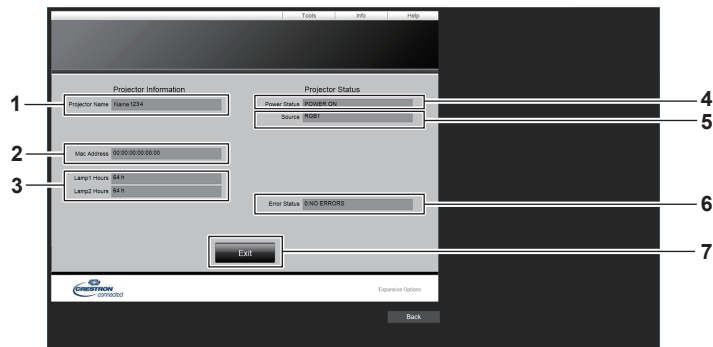 Tools Info Help
Projector Information
Projector Status
1 Projector Name Name1234
Power Status POWER ON 4
Source RGB1 5
2 Mac Address 00:00:00:00:00:00
3 Lamp1 Hours 64 h
Lamp2 Hours 64 h
Error Status 0:NO ERRORS 6
Exit 7
CRESTRON
connected
Expansion Options
Back